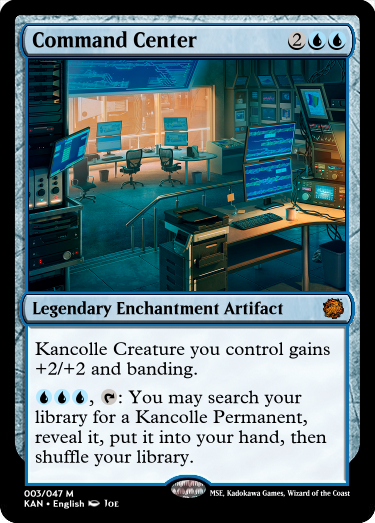 Command Center 2
Legendary Enchantment Artifact
Kancolle Creature you control gains
+2/+2 and banding.
, : You may search your
library for a Kancolle Permanent,
reveal it, put it into your hand, then
shuffle your library.
003/047 M
KAN • English JOE
MSE, Kadokawa Games, Wizard of the Coast